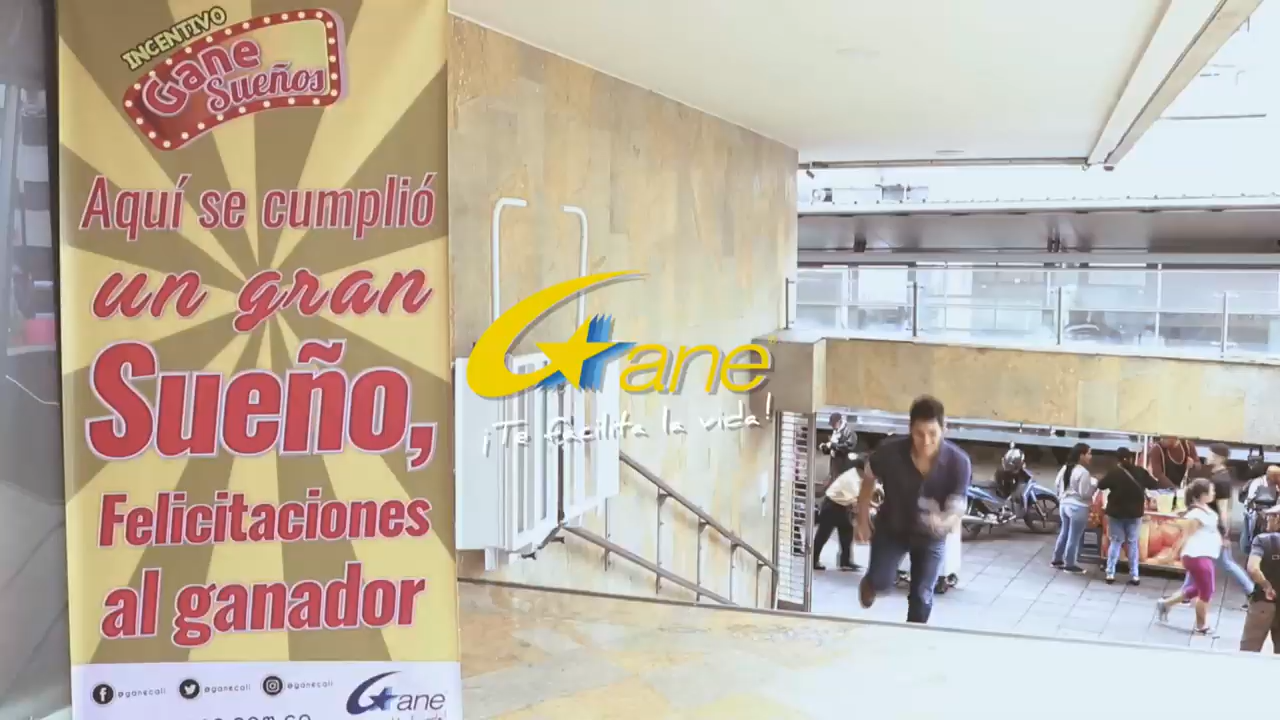 INCENTIVO
Gane
Sueños
Aquí se cumplió
un gran
Sueño,
Felicitaciones
al ganador
@ganecali @ganecali @ganecali
Gane
Gane
¡Te facilita la vida!